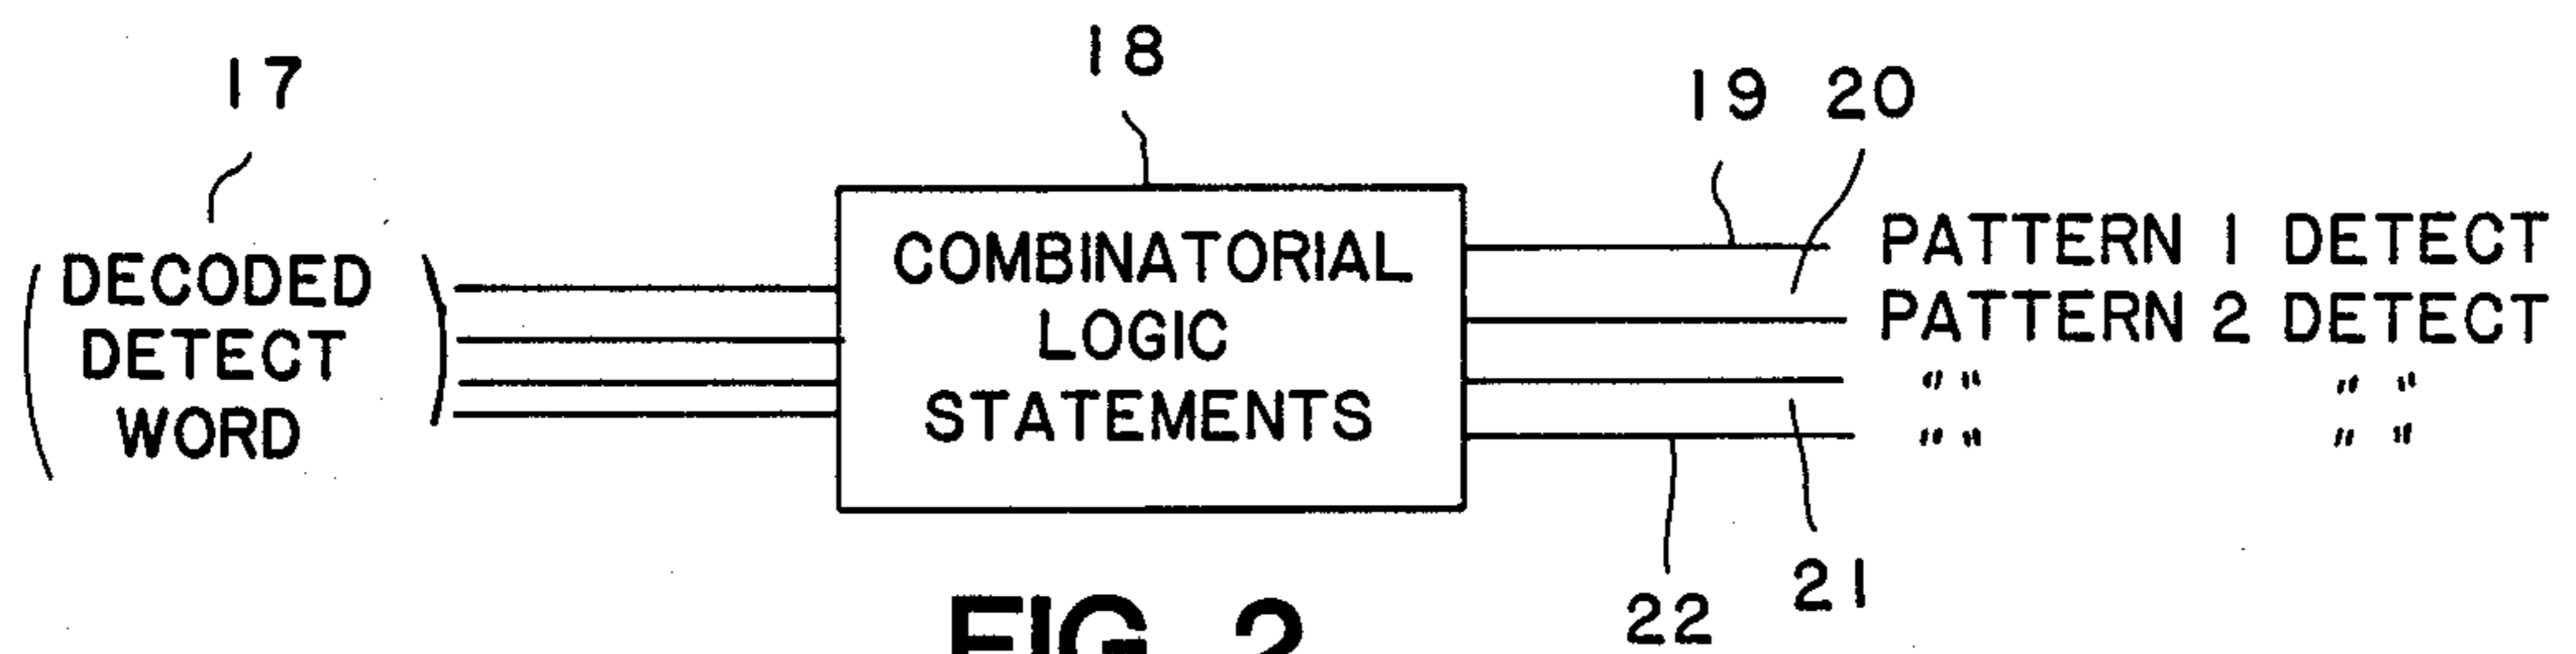 17
18
19 20
(DECODED DETECT WORD)
COMBINATORIAL
LOGIC
STATEMENTS
PATTERN 1 DETECT
PATTERN 2 DETECT
" " " "
" " " "
22
21
FIG. 2